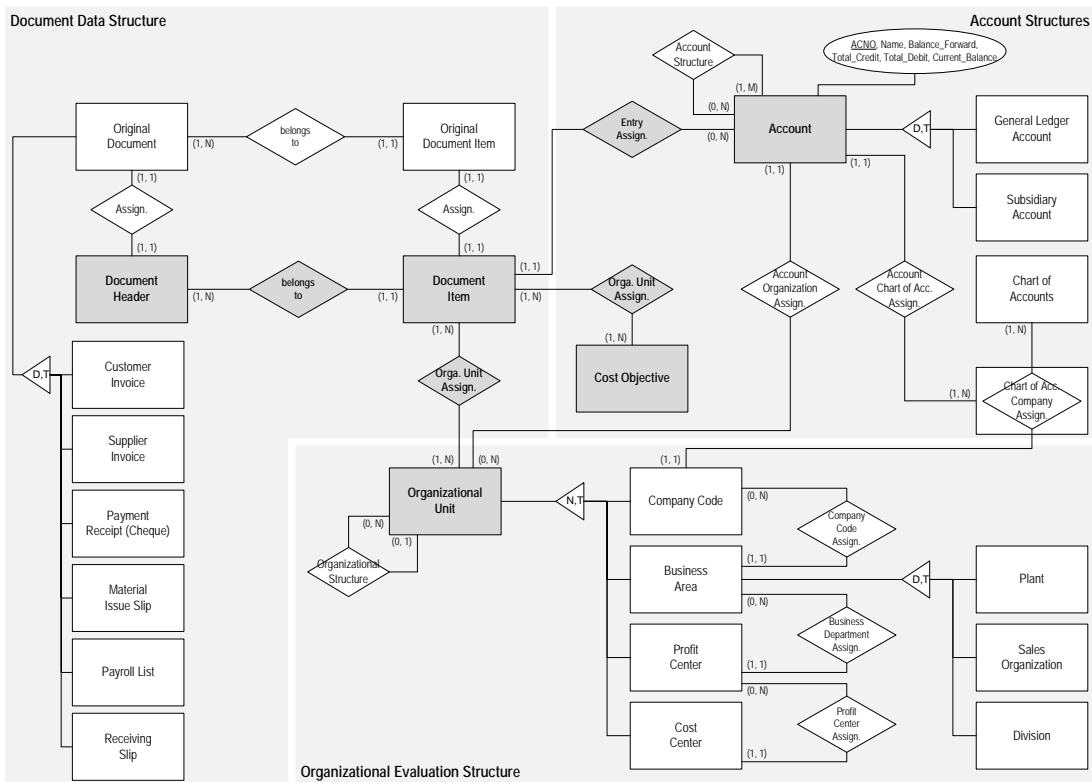 Document Data Structure
Account Structures
Account
Structure
ACNO, Name, Balance_Forward,
Total_Credit, Total_Debit, Current_Balance
(1, M)
(0, N)
Original
Document
(1, N)
belongs
to
(1, 1)
Original
Document Item
Entry
Assign.
(0, N)
Account
D,T
General Ledger
Account
(1, 1)
(1, 1)
(1, 1)
(1, 1)
Assign.
Assign.
Subsidiary
Account
(1, 1)
(1, 1)
(1, 1)
Document
Header
(1, N)
belongs
to
(1, 1)
Document
Item
(1, N)
Orga. Unit
Assign.
Account
Organization
Assign.
Account
Chart of Acc.
Assign.
Chart of
Accounts
(1, N)
(1, N)
(1, N)
Customer
Invoice
D,T
Orga. Unit
Assign.
Cost Objective
(1, N)
Chart of Acc.
Company
Assign.
Supplier
Invoice
(1, N)
(0, N)
(1, 1)
Organizational
Unit
N,T
Company Code
(0, N)
Payment
Receipt (Cheque)
(0, N)
(0, 1)
Company
Code
Assign.
Organizational
Structure
(1, 1)
Material
Issue Slip
Business
Area
D,T
Plant
(0, N)
Business
Department
Assign.
Payroll List
Profit
Center
(1, 1)
Sales
Organization
(0, N)
Profit
Center
Assign.
Receiving
Slip
Cost
Center
(1, 1)
Division
Organizational Evaluation Structure